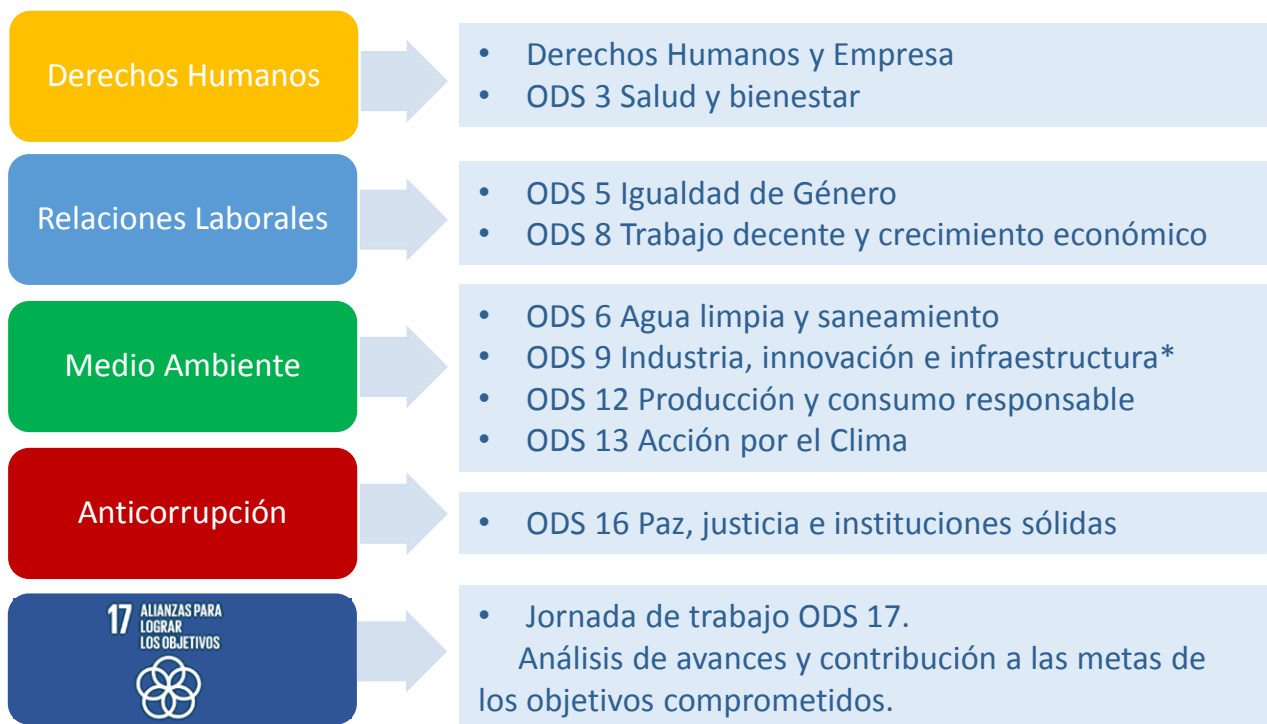 Derechos Humanos
• Derechos Humanos y Empresa
• ODS 3 Salud y bienestar
Relaciones Laborales
• ODS 5 Igualdad de Género
• ODS 8 Trabajo decente y crecimiento económico
Medio Ambiente
• ODS 6 Agua limpia y saneamiento
• ODS 9 Industria, innovación e infraestructura*
• ODS 12 Producción y consumo responsable
• ODS 13 Acción por el Clima
Anticorrupción
• ODS 16 Paz, justicia e instituciones sólidas
17 ALIANZAS PARA
LOGRAR
LOS OBJETIVOS
• Jornada de trabajo ODS 17.
Análisis de avances y contribución a las metas de
los objetivos comprometidos.